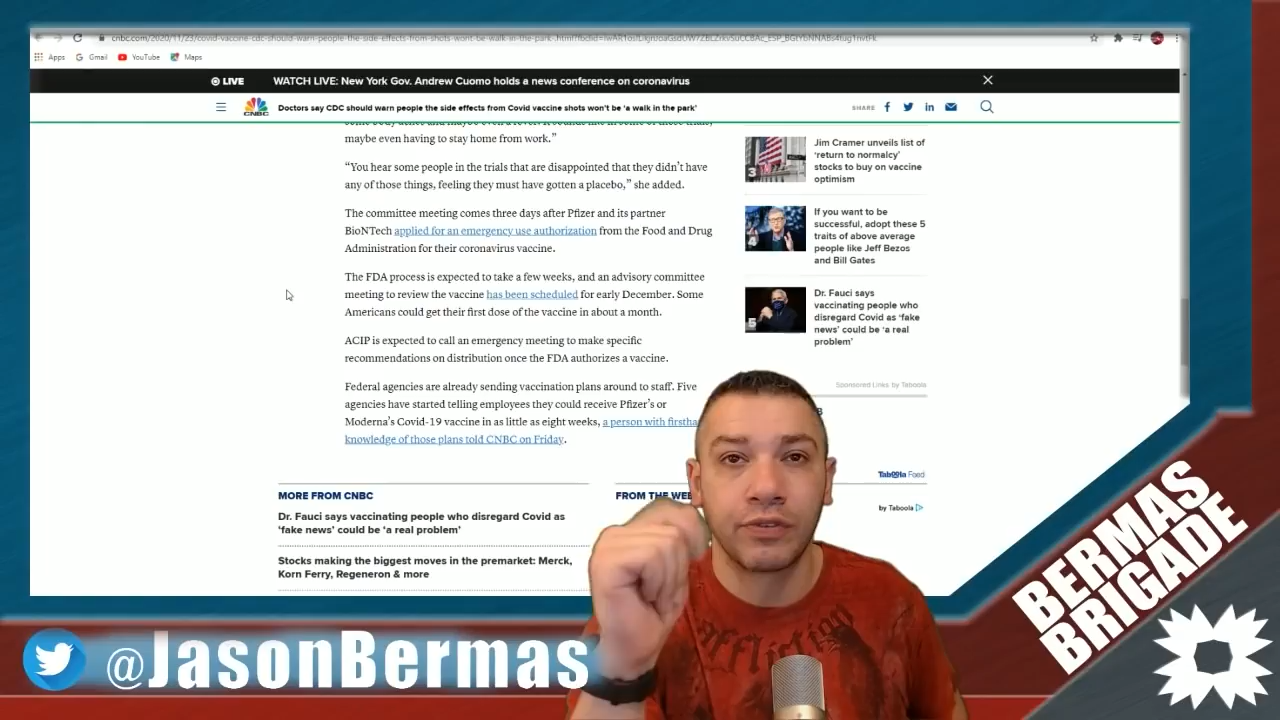 Apps
Gmail
YouTube
Maps
LIVE
WATCH LIVE: New York Gov. Andrew Cuomo holds a news conference on coronavirus
CNBC
Doctors say CDC should warn people the side effects from Covid vaccine shots won't be 'a walk in the park'
SHARE
maybe even having to stay home from work.”
“You hear some people in the trials that are disappointed that they didn’t have
any of those things, feeling they must have gotten a placebo,” she added.
The committee meeting comes three days after Pfizer and its partner
BioNTech applied for an emergency use authorization from the Food and Drug
Administration for their coronavirus vaccine.
The FDA process is expected to take a few weeks, and an advisory committee
meeting to review the vaccine has been scheduled for early December. Some
Americans could get their first dose of the vaccine in about a month.
ACIP is expected to call an emergency meeting to make specific
recommendations on distribution once the FDA authorizes a vaccine.
Federal agencies are already sending vaccination plans around to staff. Five
agencies have started telling employees they could receive Pfizer’s or
Moderna’s Covid-19 vaccine in as little as eight weeks, a person with
knowledge of those plans told CNBC on Friday.
3
Jim Cramer unveils list of
'return to normalcy'
stocks to buy on vaccine
optimism
4
If you want to be
successful, adopt these 5
traits of above average
people like Jeff Bezos
and Bill Gates
5
Dr. Fauci says
vaccinating people who
disregard Covid as 'fake
news' could be 'a real
problem'
Sponsored Links by Taboola
Taboola Feed
by Taboola
MORE FROM CNBC
Dr. Fauci says vaccinating people who disregard Covid as
'fake news' could be 'a real problem'
Stocks making the biggest moves in the premarket: Merck,
Korn Ferry, Regeneron & more
FROM THE
@JasonBermas
BERMAS
BRIGADE
affliction